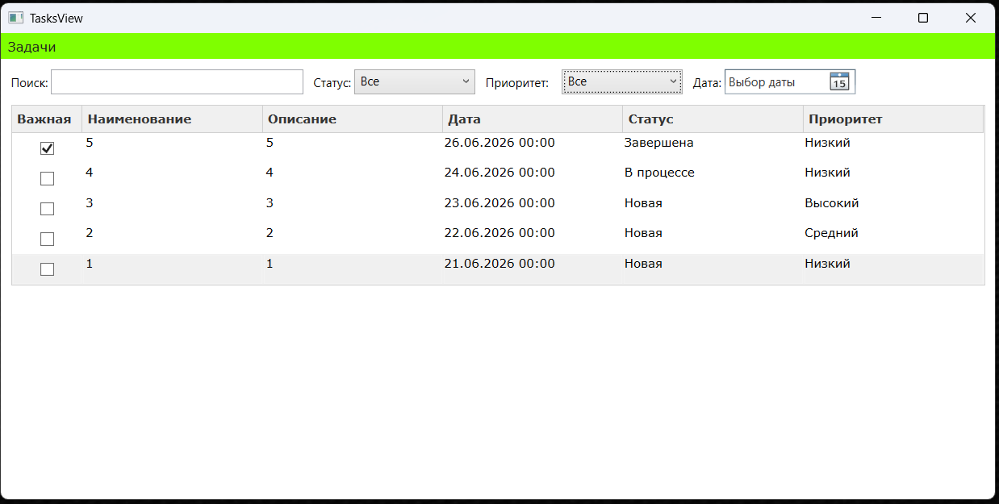 TasksView
Задачи
Поиск: Статус: Все Приоритет: Все Дата: Выбор даты 15
Важная Наименование Описание Дата Статус Приоритет
5 5 26.06.2026 00:00 Завершена Низкий
4 4 24.06.2026 00:00 В процессе Низкий
3 3 23.06.2026 00:00 Новая Высокий
2 2 22.06.2026 00:00 Новая Средний
1 1 21.06.2026 00:00 Новая Низкий